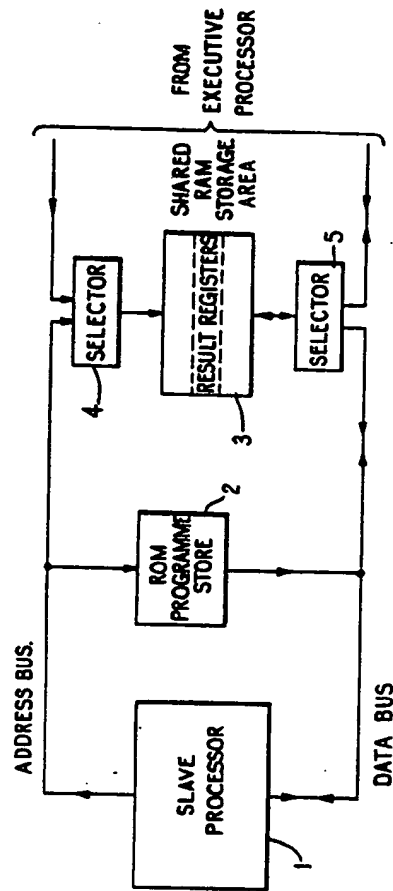 ADDRESS BUS.
SLAVE
PROCESSOR
1
ROM
PROGRAMME
STORE
2
DATA BUS
SELECTOR
4
RESULT REGISTERS
3
SHARED
RAM
STORAGE
AREA
SELECTOR
5
FROM
EXECUTIVE
PROCESSOR